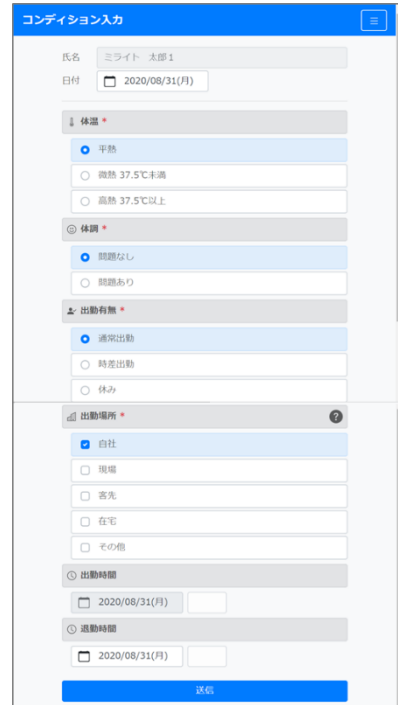 コンディション入力
氏名 ミライト 太郎1
日付 2020/08/31(月)
体温 *
平熱
微熱 37.5℃未満
高熱 37.5℃以上
体調 *
問題なし
問題あり
出勤有無 *
通常出勤
時差出勤
休み
出勤場所 * ?
自社
現場
客先
在宅
その他
出勤時間
2020/08/31(月)
退勤時間
2020/08/31(月)
送信